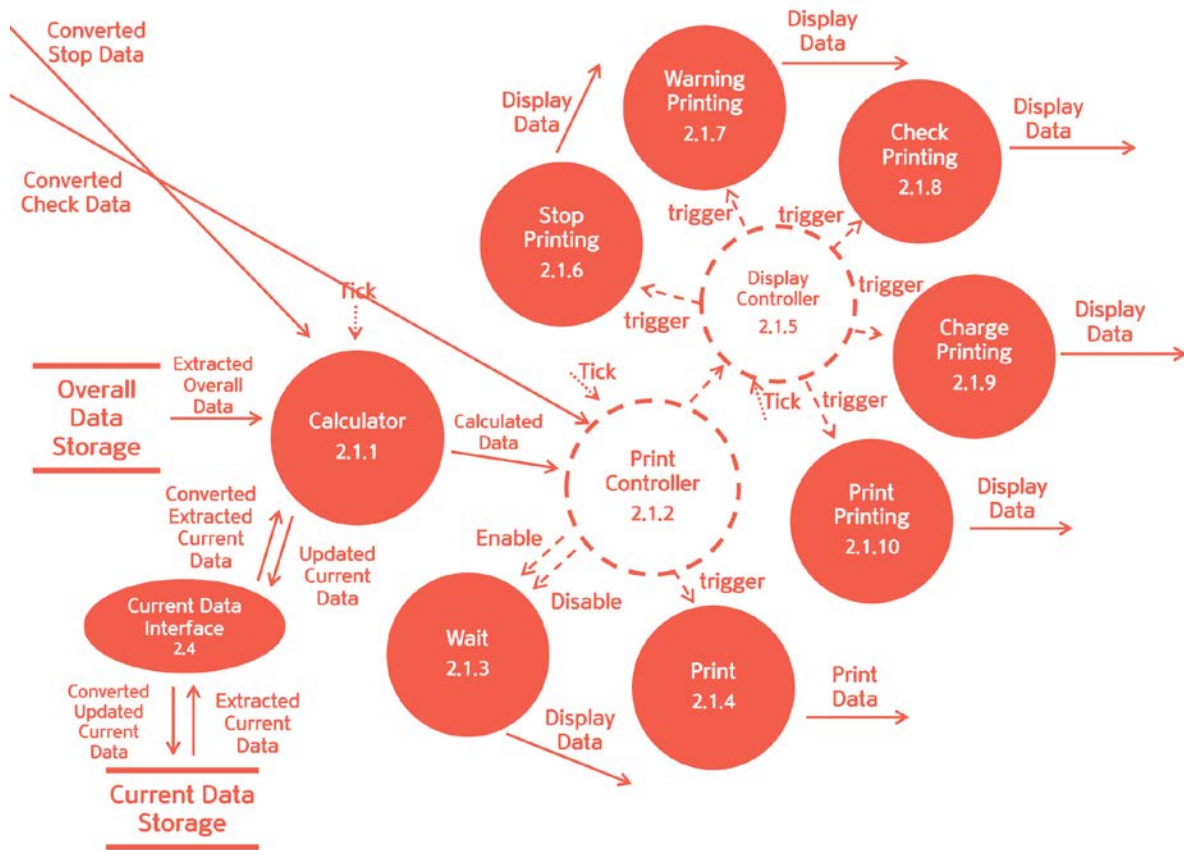 Converted
Stop Data
Converted
Check Data
Tick
Extracted
Overall
Data
Overall
Data
Storage
Calculator
2.1.1
Calculated
Data
Converted
Extracted
Current
Data
Updated
Current
Data
Current Data
Interface
2.4
Converted
Updated
Current
Data
Extracted
Current
Data
Current Data
Storage
Tick
Print
Controller
2.1.2
Enable
Disable
trigger
Wait
2.1.3
Display
Data
Print
2.1.4
Print
Data
Display
Controller
2.1.5
Tick
trigger
Stop
Printing
2.1.6
Display
Data
trigger
Warning
Printing
2.1.7
Display
Data
trigger
Check
Printing
2.1.8
Display
Data
trigger
Charge
Printing
2.1.9
Display
Data
trigger
Print
Printing
2.1.10
Display
Data